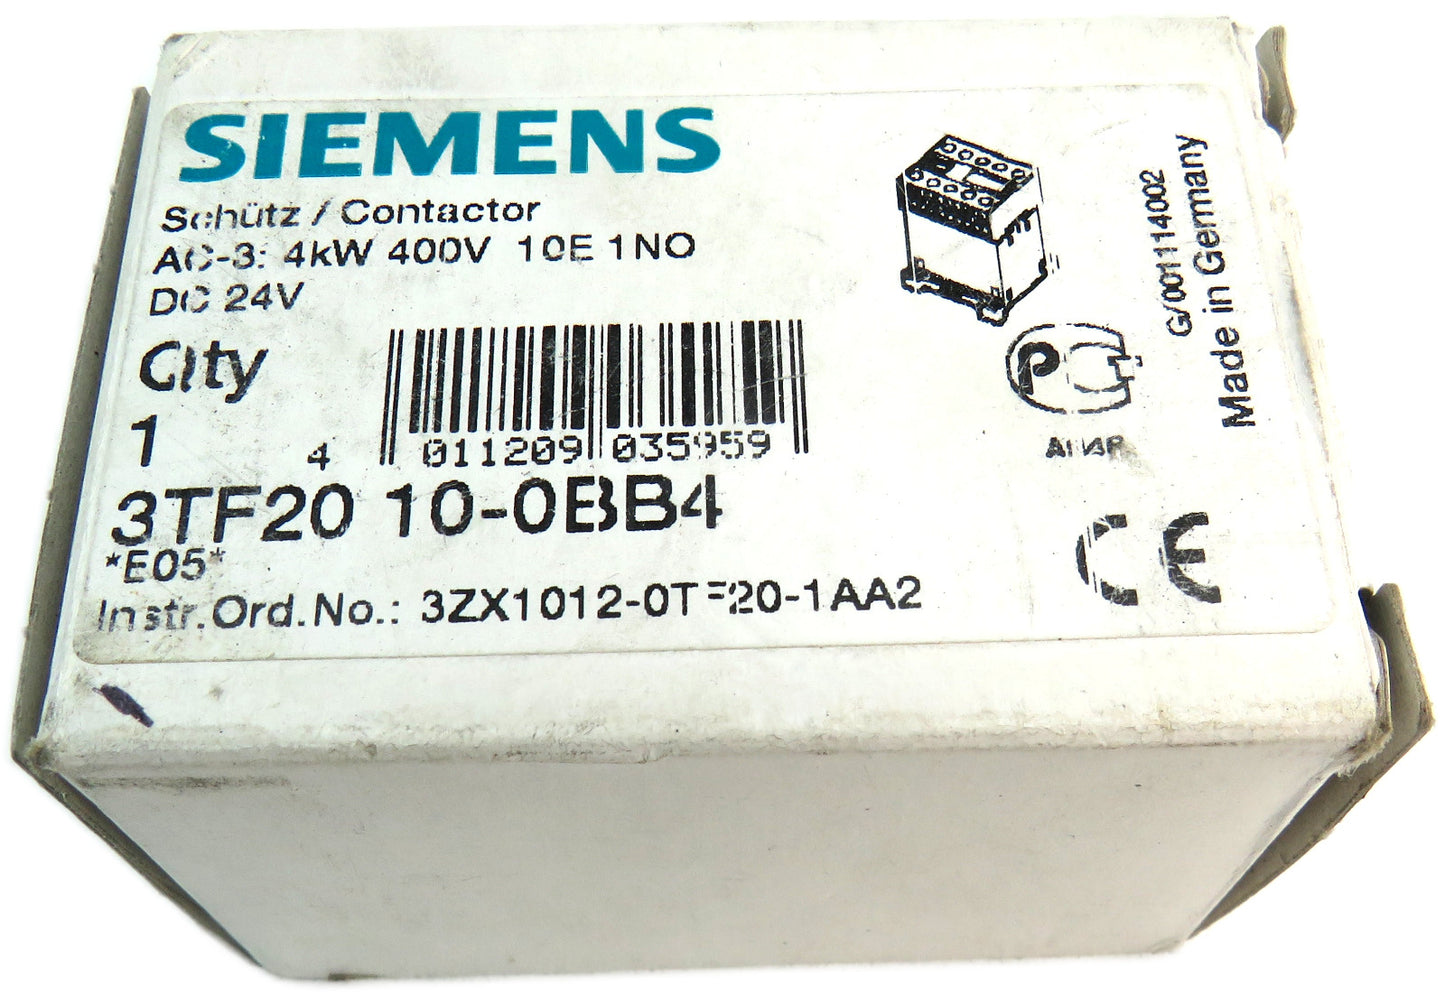 SIEMENS
Schütz / Contactor
AC-3: 4kW 400V 10E 1NO
DC 24V
Qty
1
4 011209 035959
3TF20 10-0BB4
*E05*
Instr.Ord.No.: 3ZX1012-0TF20-1AA2
G/001114002
Made in Germany
CE